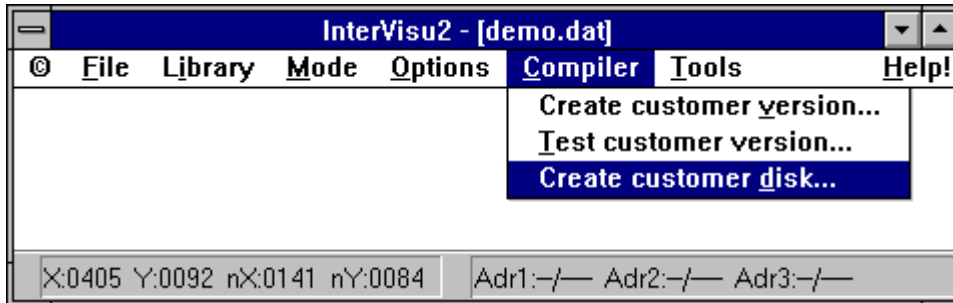 InterVisu2 - [demo.dat]
© File Library Mode Options Compiler Tools Help!
Create customer version...
Test customer version...
Create customer disk...
X:0405 Y:0092 nX:0141 nY:0084 Adr1:–/–– Adr2:–/–– Adr3:–/––